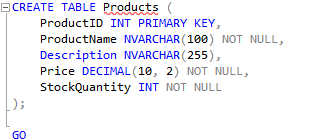 CREATE TABLE Products (
    ProductID INT PRIMARY KEY,
    ProductName NVARCHAR(100) NOT NULL,
    Description NVARCHAR(255),
    Price DECIMAL(10, 2) NOT NULL,
    StockQuantity INT NOT NULL
);
GO